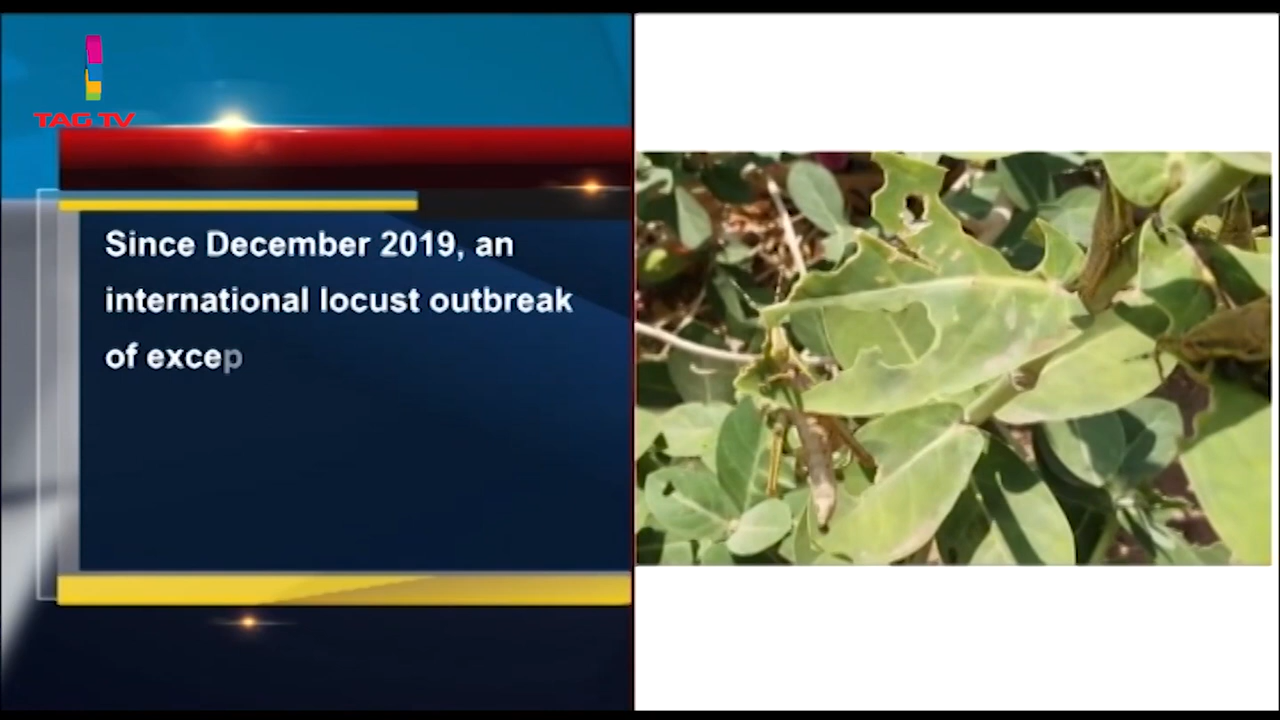 TAG TV
Since December 2019, an
international locust outbreak
of excep